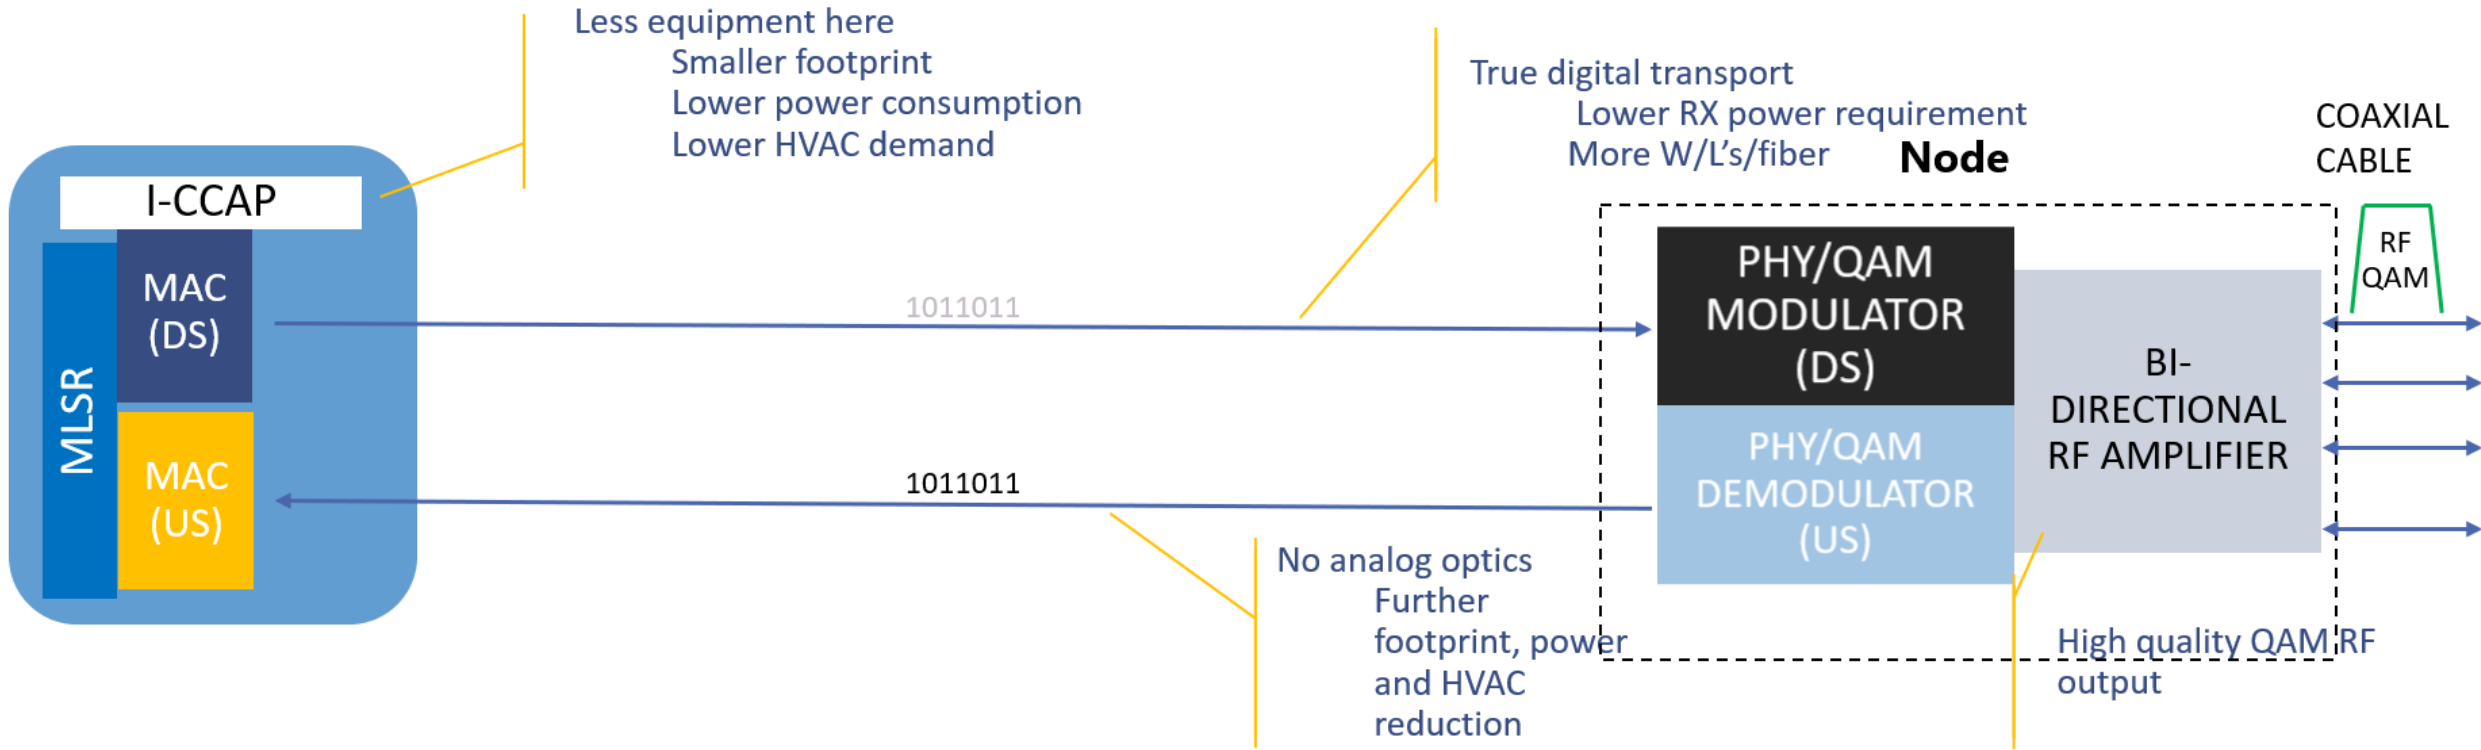 Less equipment here
Smaller footprint
Lower power consumption
Lower HVAC demand
True digital transport
Lower RX power requirement
More W/L's/fiber
Node
COAXIAL
CABLE
I-CCAP
MLSR
MAC
(DS)
MAC
(US)
1011011
1011011
PHY/QAM
MODULATOR
(DS)
PHY/QAM
DEMODULATOR
(US)
BI-
DIRECTIONAL
RF AMPLIFIER
RF
QAM
No analog optics
Further
footprint, power
and HVAC
reduction
High quality QAM RF
output